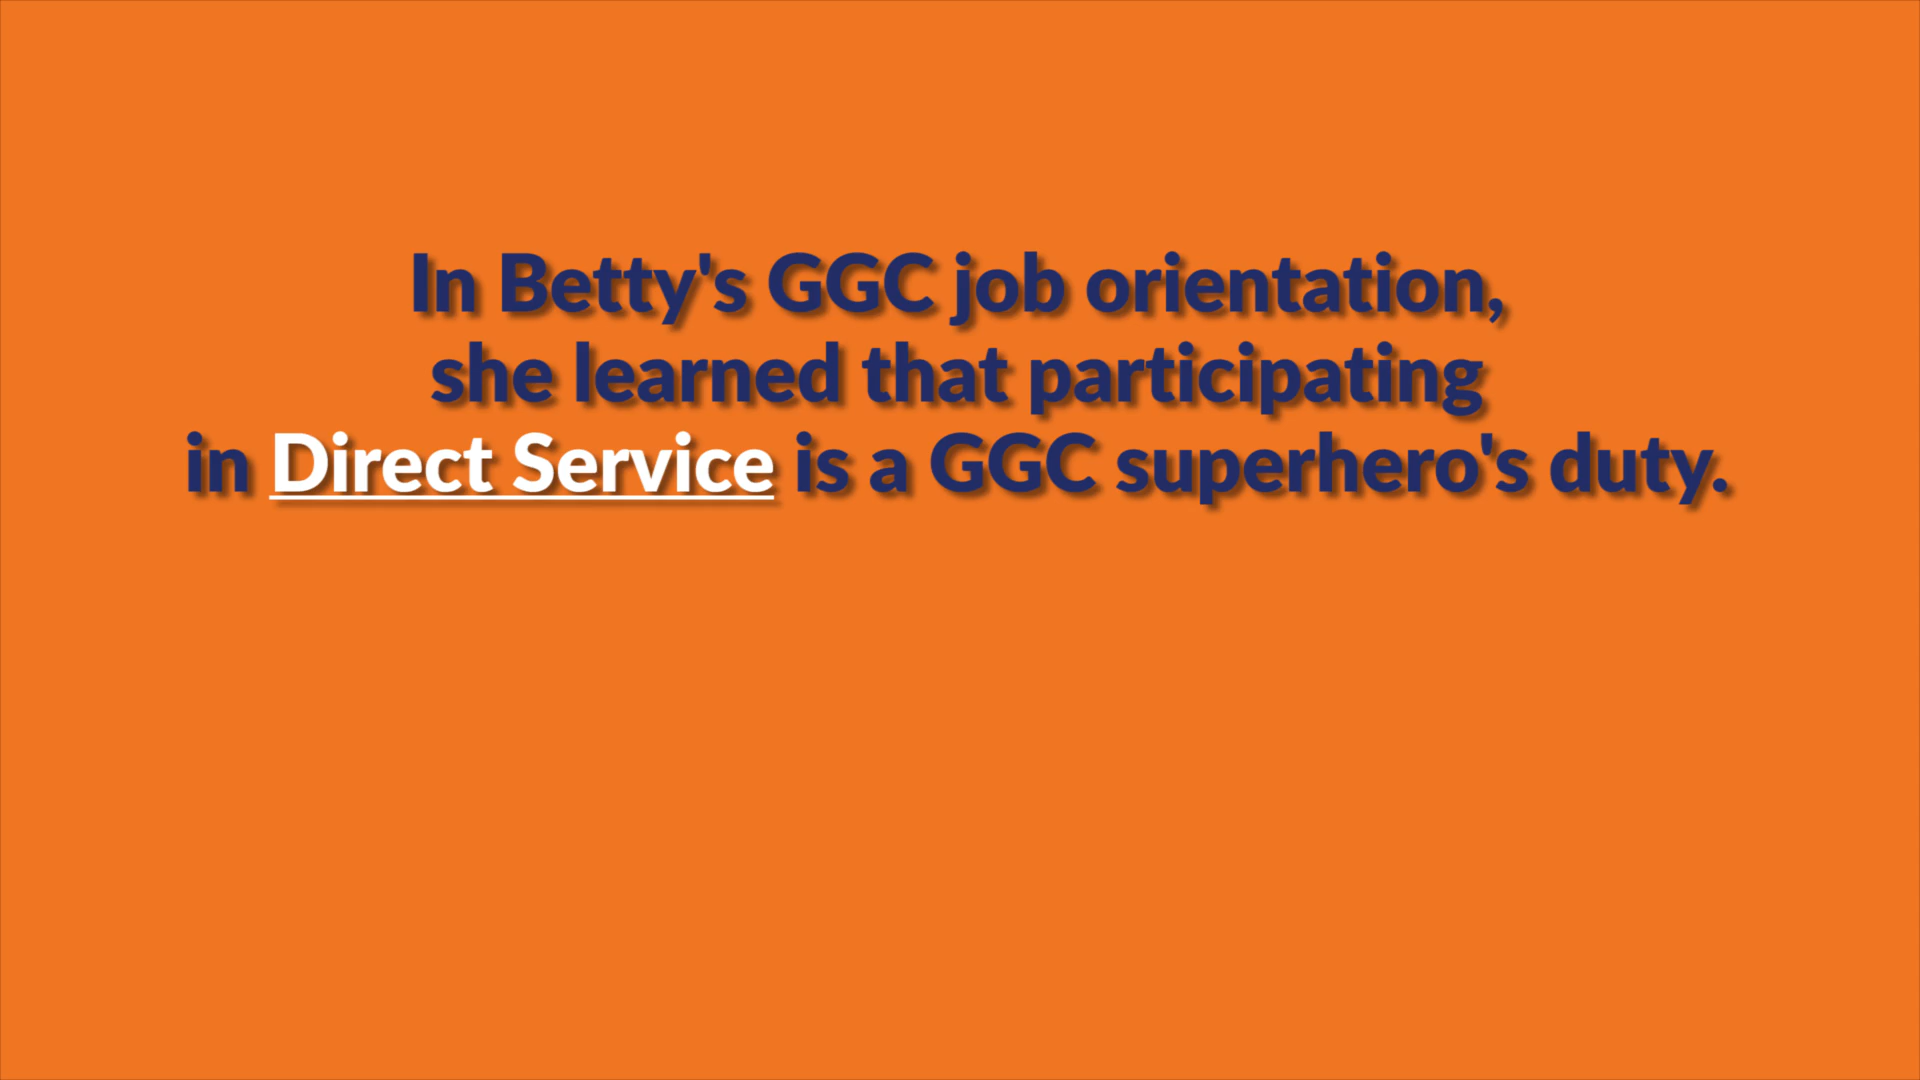 In Betty's GGC job orientation,
she learned that participating
in Direct Service is a GGC superhero's duty.